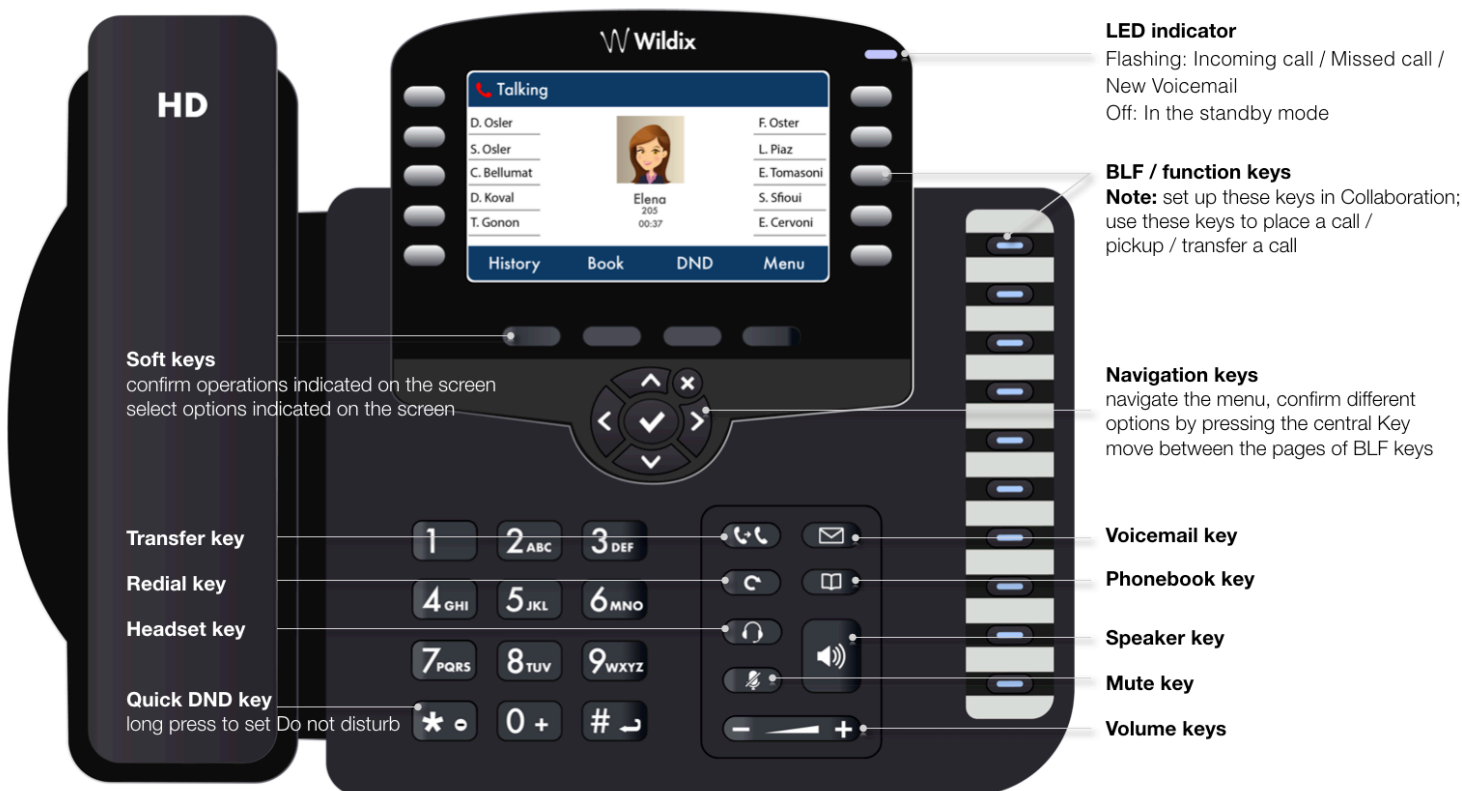 HD
Wildix
Talking
D. Osler
S. Osler
C. Bellumat
D. Koval
T. Gonon
Elena
205
00:37
F. Oster
L. Piaz
E. Tomasoni
S. Sfioui
E. Cervoni
History Book DND Menu
LED indicator
Flashing: Incoming call / Missed call /
New Voicemail
Off: In the standby mode
BLF / function keys
Note: set up these keys in Collaboration;
use these keys to place a call /
pickup / transfer a call
Soft keys
confirm operations indicated on the screen
select options indicated on the screen
Navigation keys
navigate the menu, confirm different
options by pressing the central Key
move between the pages of BLF keys
Transfer key
Redial key
Headset key
Quick DND key
long press to set Do not disturb
1 2 ABC 3 DEF
4 GHI 5 JKL 6 MNO
7 PQRS 8 TUV 9 WXYZ
* 0 + #
- +
Voicemail key
Phonebook key
Speaker key
Mute key
Volume keys